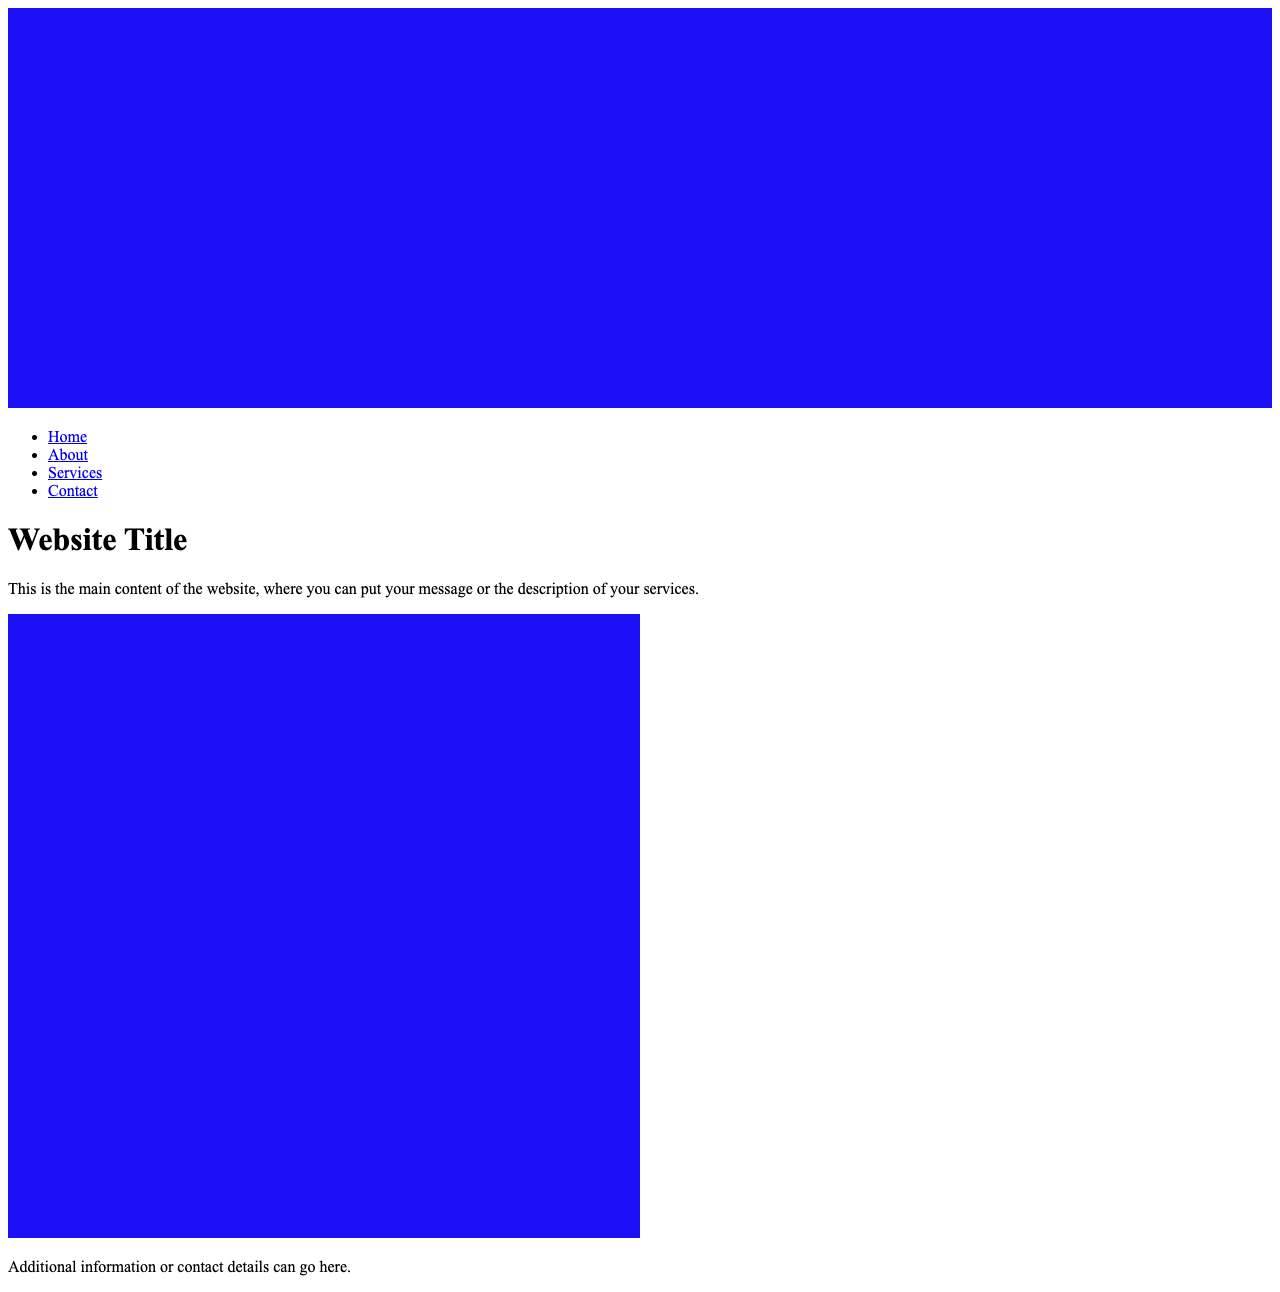 Home
About
Services
Contact
Website Title
This is the main content of the website, where you can put your message or the description of your services.
Additional information or contact details can go here.